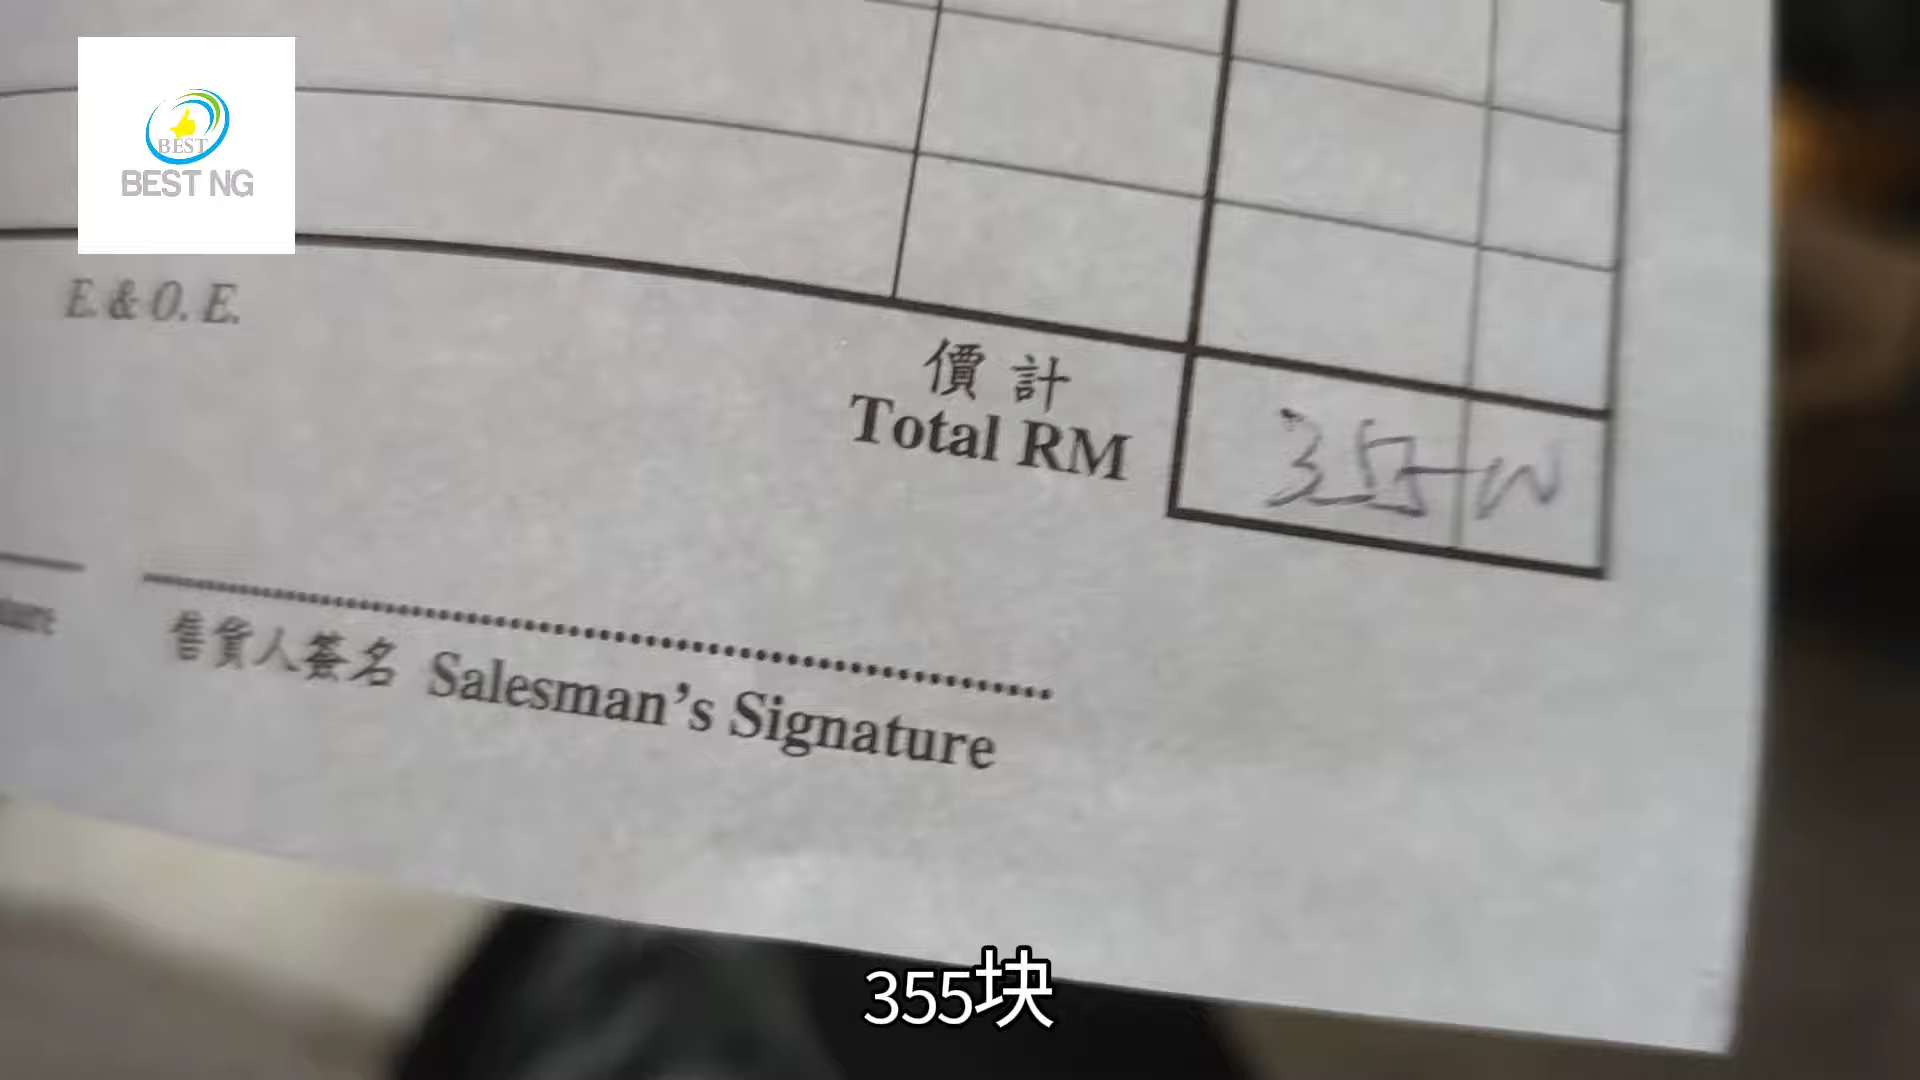 BEST
BEST NG
E. & O. E.
價計
Total RM
355
售貨人簽名 Salesman's Signature
355块